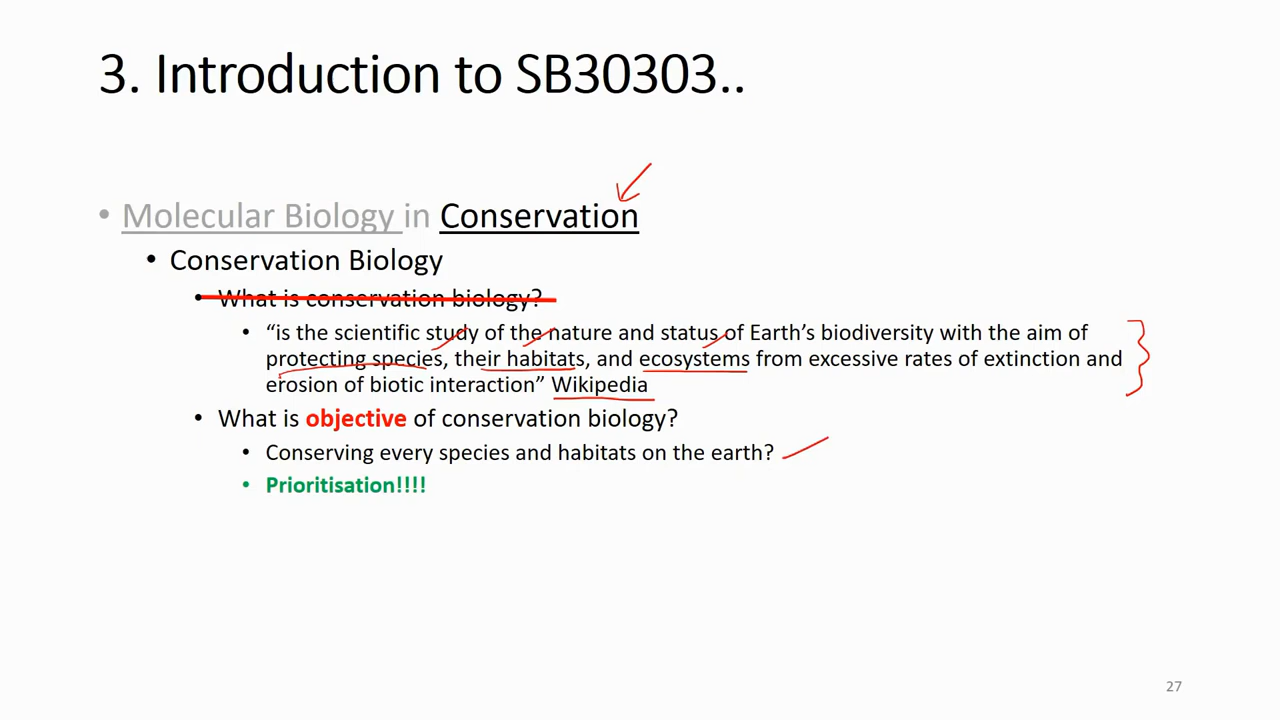 3. Introduction to SB30303..
• Molecular Biology in Conservation
• Conservation Biology
• What is conservation biology?
• “is the scientific study of the nature and status of Earth’s biodiversity with the aim of
protecting species, their habitats, and ecosystems from excessive rates of extinction and
erosion of biotic interaction” Wikipedia
• What is objective of conservation biology?
• Conserving every species and habitats on the earth?
• Prioritisation!!!!
27